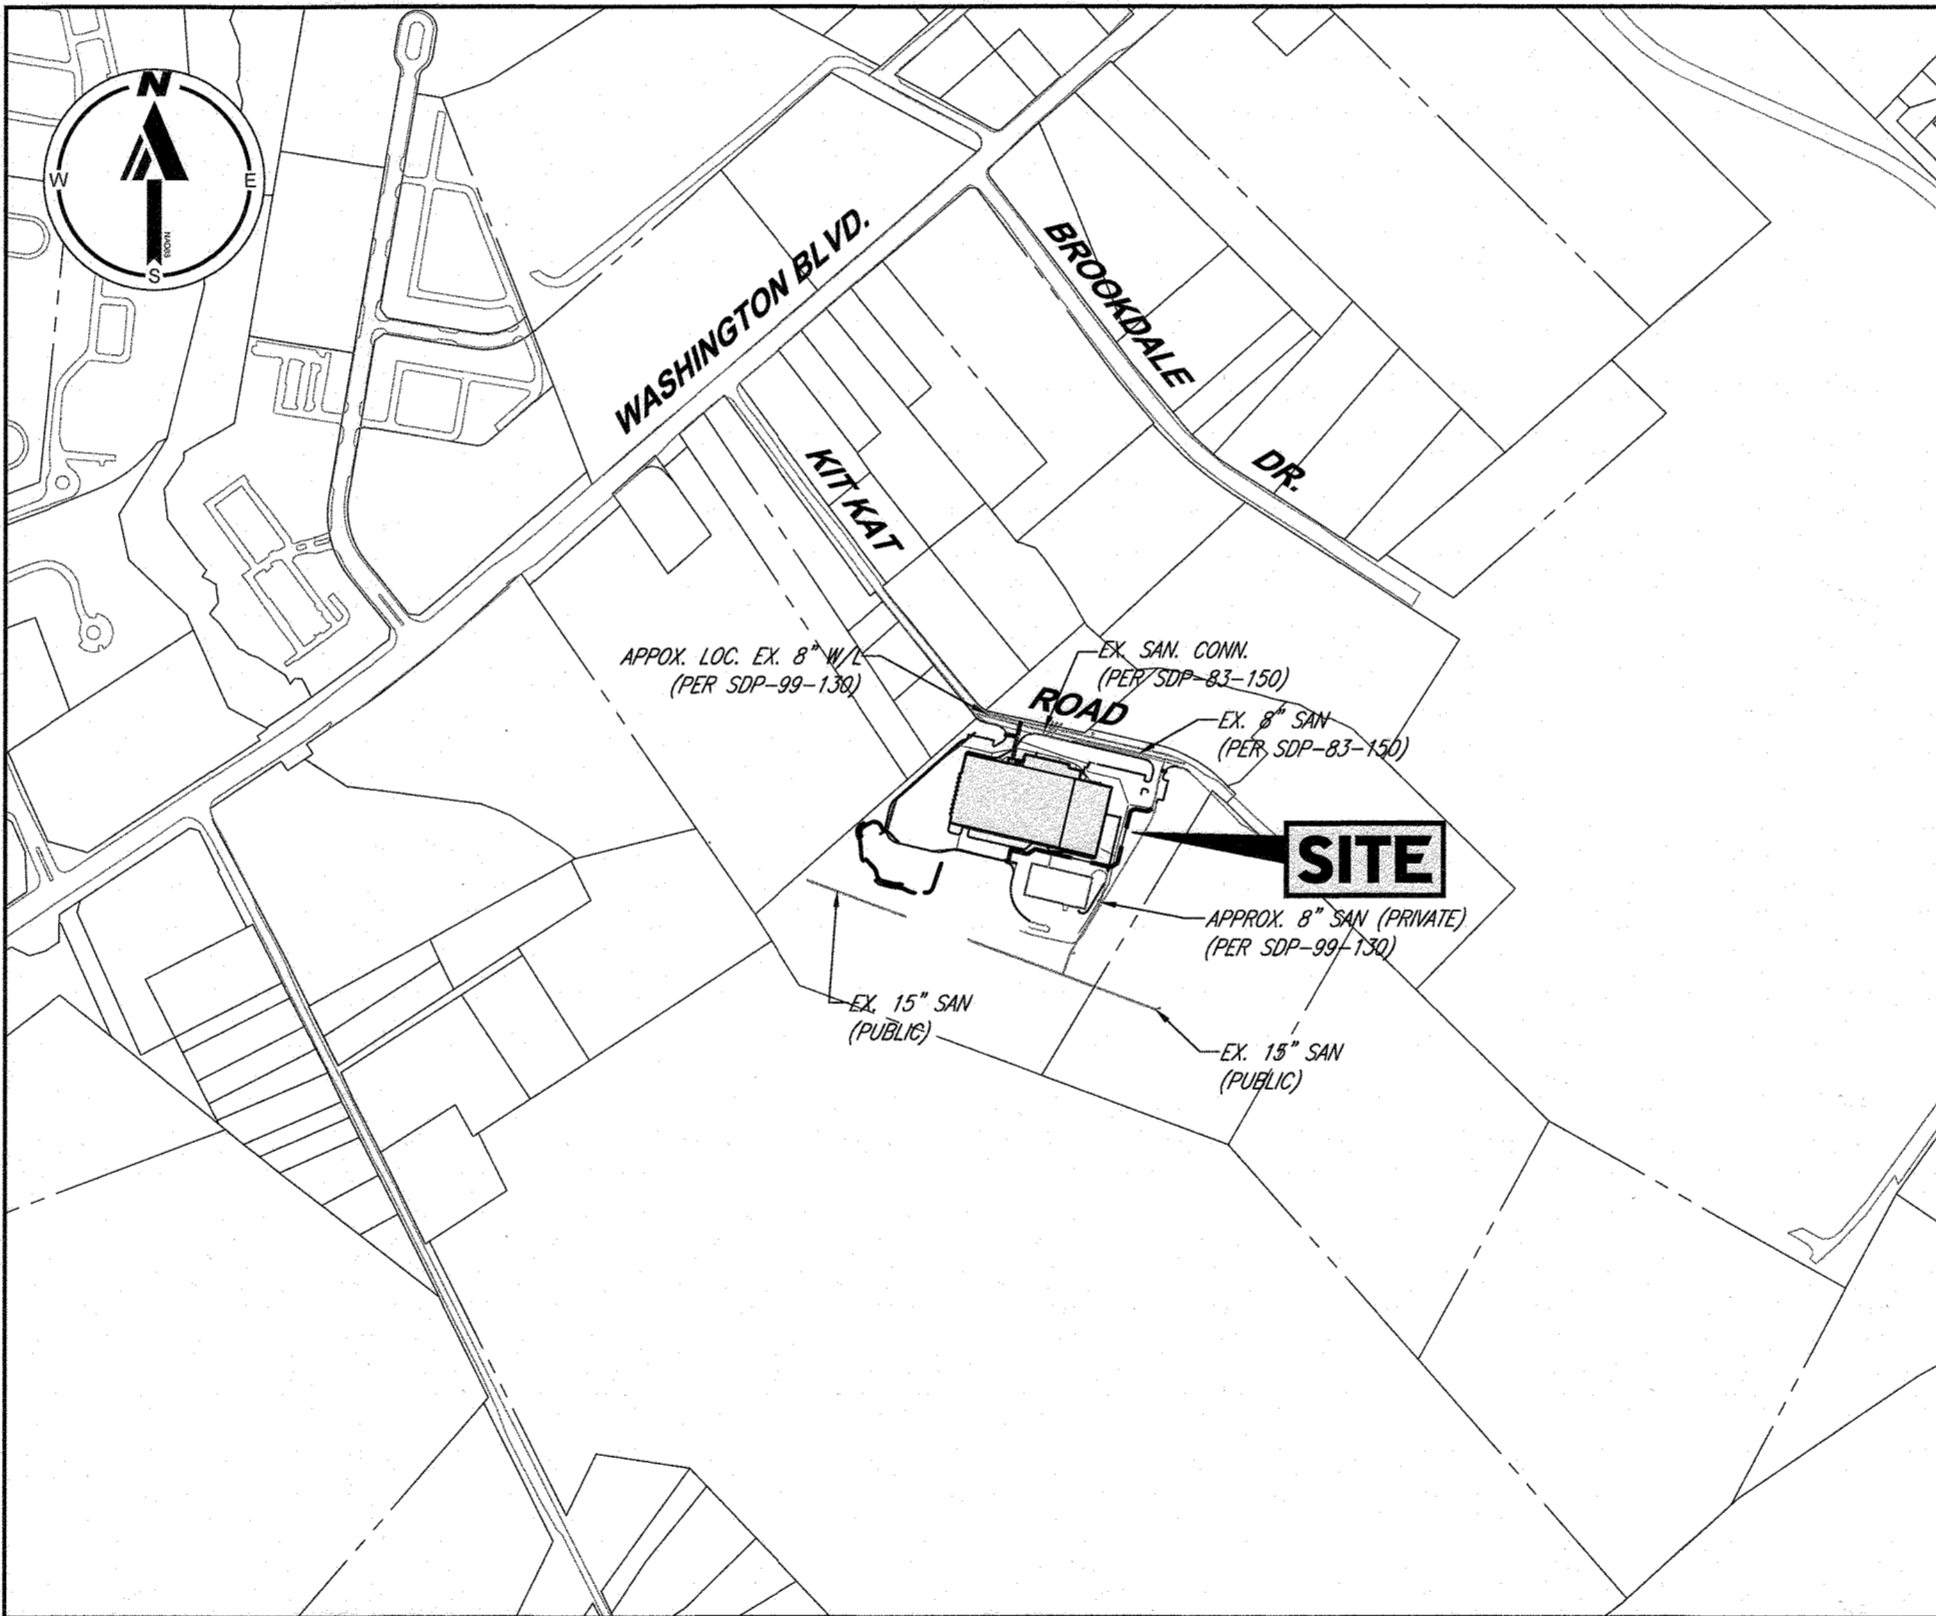 N
W E
NAD83
S
WASHINGTON BLVD.
BROOKDALE
DR.
KIT KAT
ROAD
APPOX. LOC. EX. 8" W/L
(PER SDP-99-130)
EX. SAN. CONN.
(PER SDP-83-150)
EX. 8" SAN
(PER SDP-83-150)
SITE
APPROX. 8" SAN (PRIVATE)
(PER SDP-99-130)
EX. 15" SAN
(PUBLIC)
EX. 15" SAN
(PUBLIC)